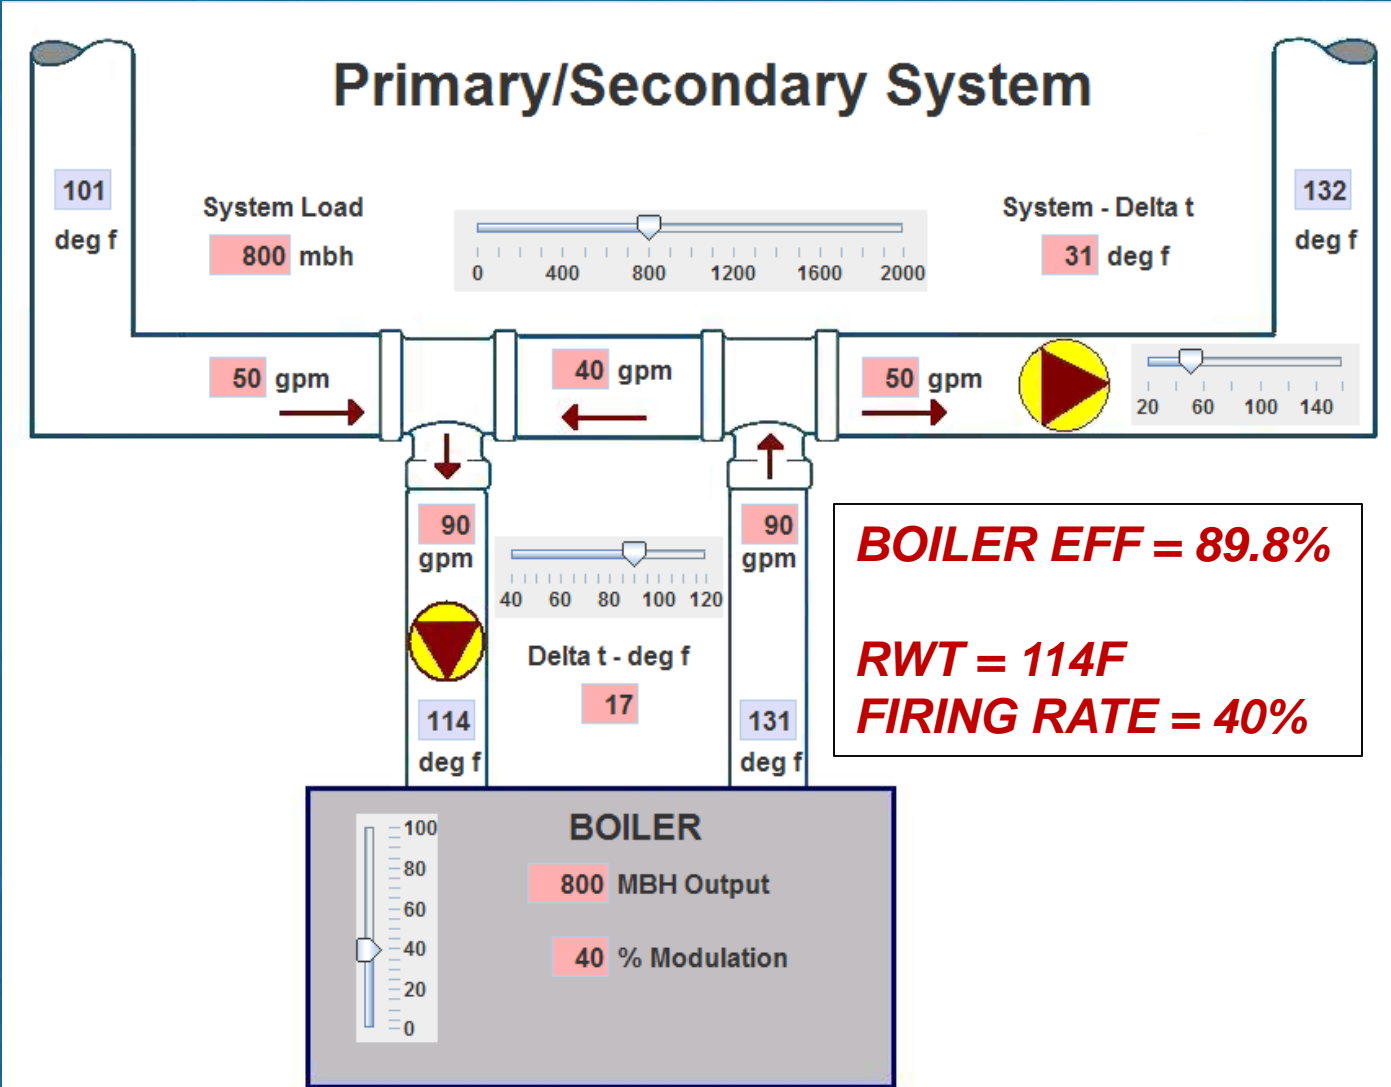 Primary/Secondary System
101
deg f
System Load
800 mbh
0 400 800 1200 1600 2000
System - Delta t
31 deg f
132
deg f
50 gpm
40 gpm
50 gpm
20 60 100 140
90
gpm
40 60 80 100 120
90
gpm
Delta t - deg f
17
114
deg f
131
deg f
BOILER EFF = 89.8%
RWT = 114F
FIRING RATE = 40%
BOILER
100
80
60
40
20
0
800 MBH Output
40 % Modulation